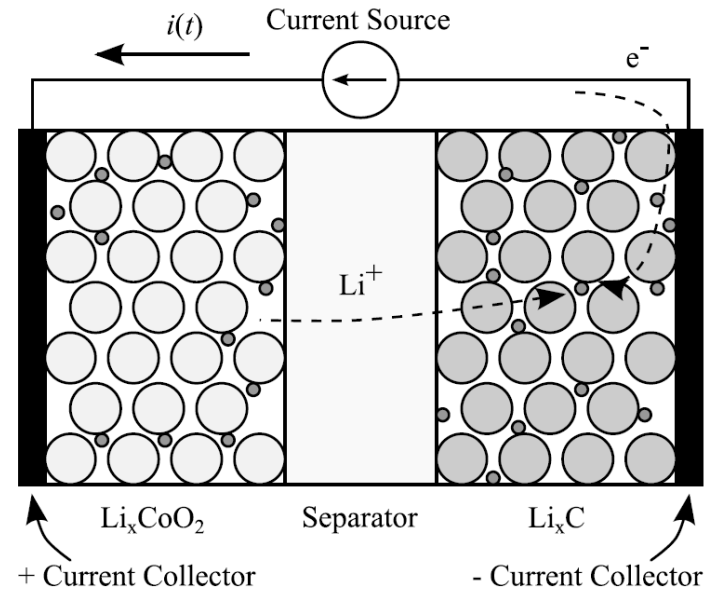 Current Source
i(t)
e⁻
Li⁺
LiₓCoO₂
Separator
LiₓC
+ Current Collector
- Current Collector